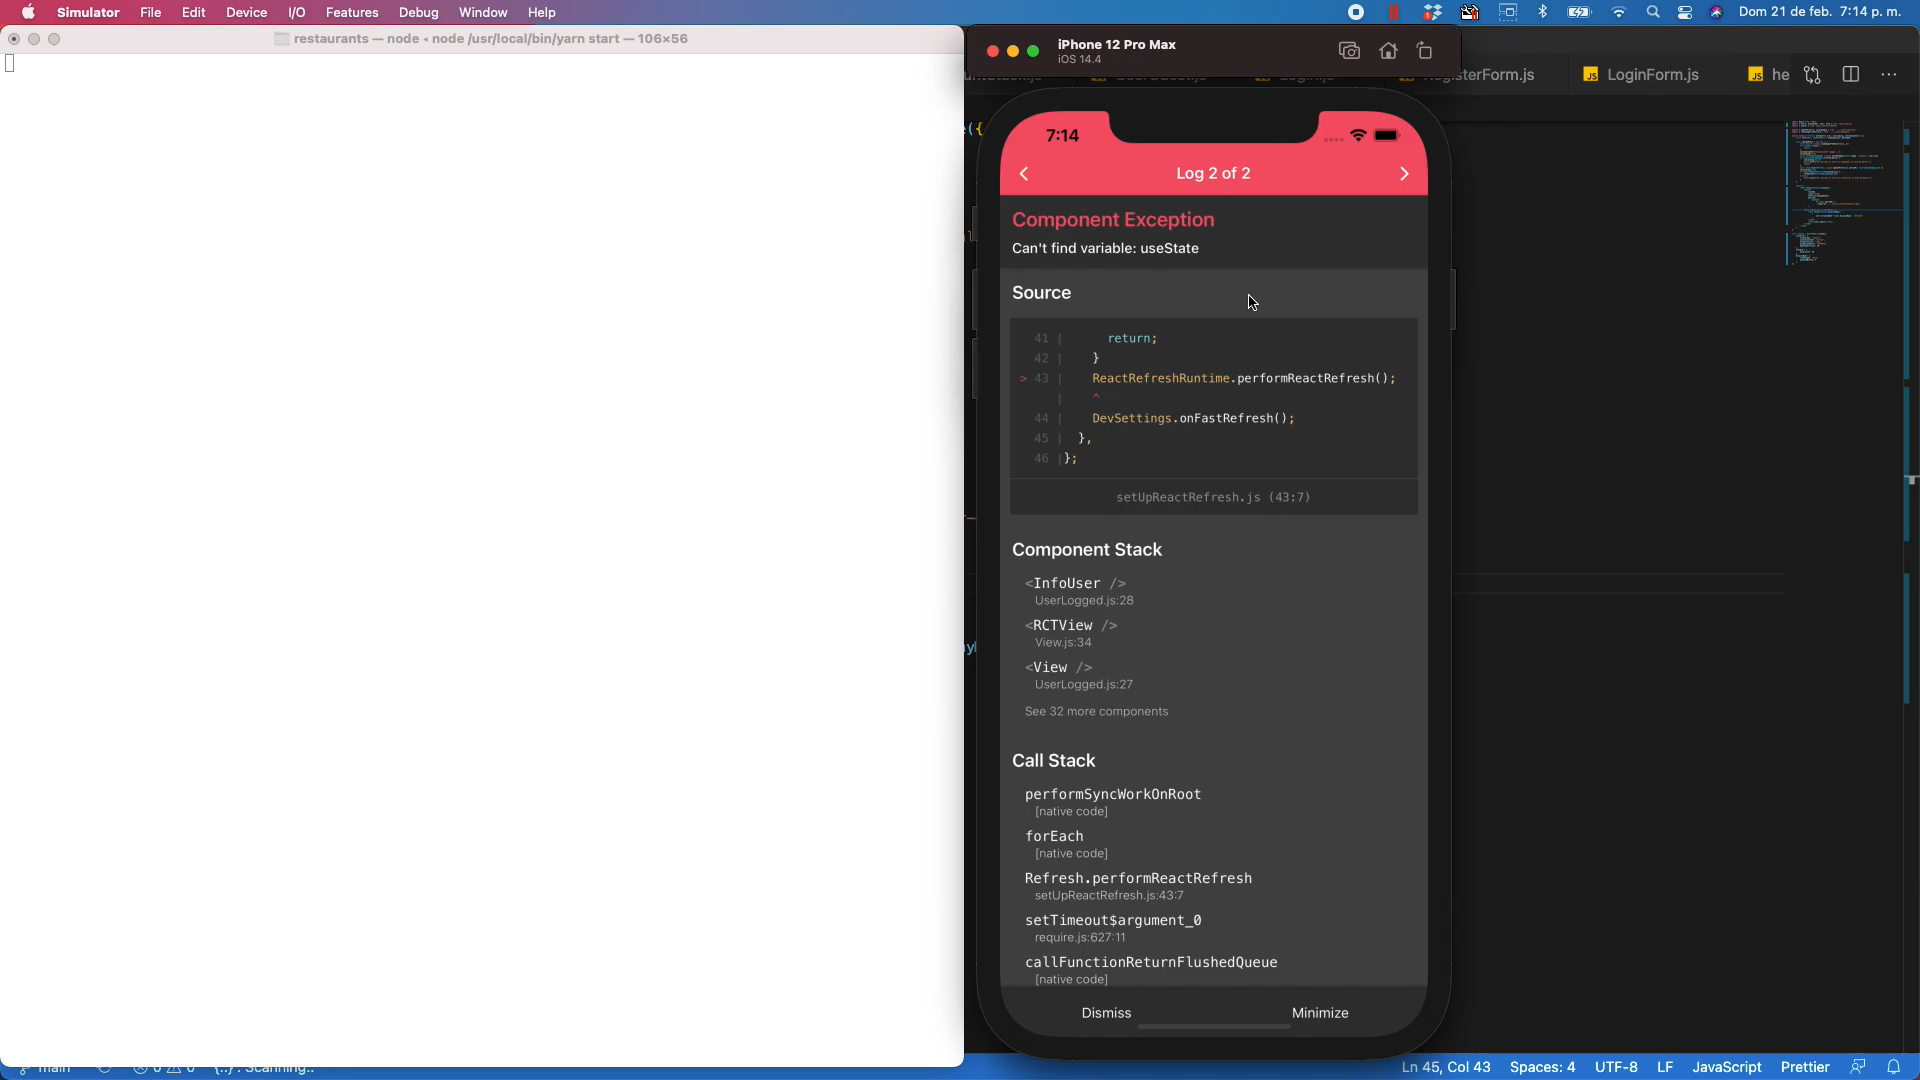 Simulator File Edit Device I/O Features Debug Window Help
Dom 21 de feb. 7:14 p. m.
restaurants — node ◂ node /usr/local/bin/yarn start — 106×56
iPhone 12 Pro Max
iOS 14.4
JS LoginForm.js
JS he
7:14
Log 2 of 2
Component Exception
Can't find variable: useState
Source
41 | return;
42 | }
> 43 | ReactRefreshRuntime.performReactRefresh();
| ^
44 | DevSettings.onFastRefresh();
45 | },
46 | };
setUpReactRefresh.js (43:7)
Component Stack
<InfoUser />
UserLogged.js:28
<RCTView />
View.js:34
<View />
UserLogged.js:27
See 32 more components
Call Stack
performSyncWorkOnRoot
[native code]
forEach
[native code]
Refresh.performReactRefresh
setUpReactRefresh.js:43:7
setTimeout$argument_0
require.js:627:11
callFunctionReturnFlushedQueue
[native code]
Dismiss Minimize
main
Ln 45, Col 43 Spaces: 4 UTF-8 LF JavaScript Prettier